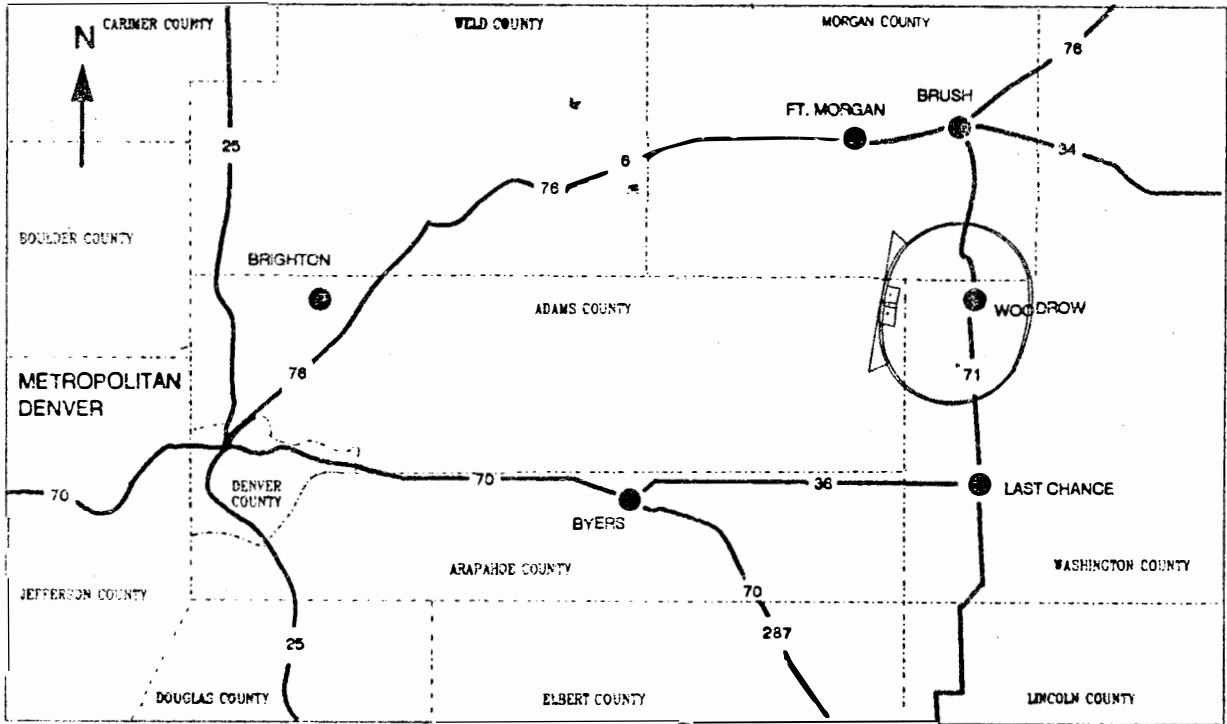 CARIMER COUNTY
WELD COUNTY
MORGAN COUNTY
N
76
BRUSH
FT. MORGAN
25
34
6
76
BOULDER COUNTY
BRIGHTON
ADAMS COUNTY
WOODROW
76
71
METROPOLITAN
DENVER
70
DENVER
COUNTY
70
36
LAST CHANCE
BYERS
ARAPAHOE COUNTY
WASHINGTON COUNTY
JEFFERSON COUNTY
70
287
25
DOUGLAS COUNTY
ELBERT COUNTY
LINCOLN COUNTY